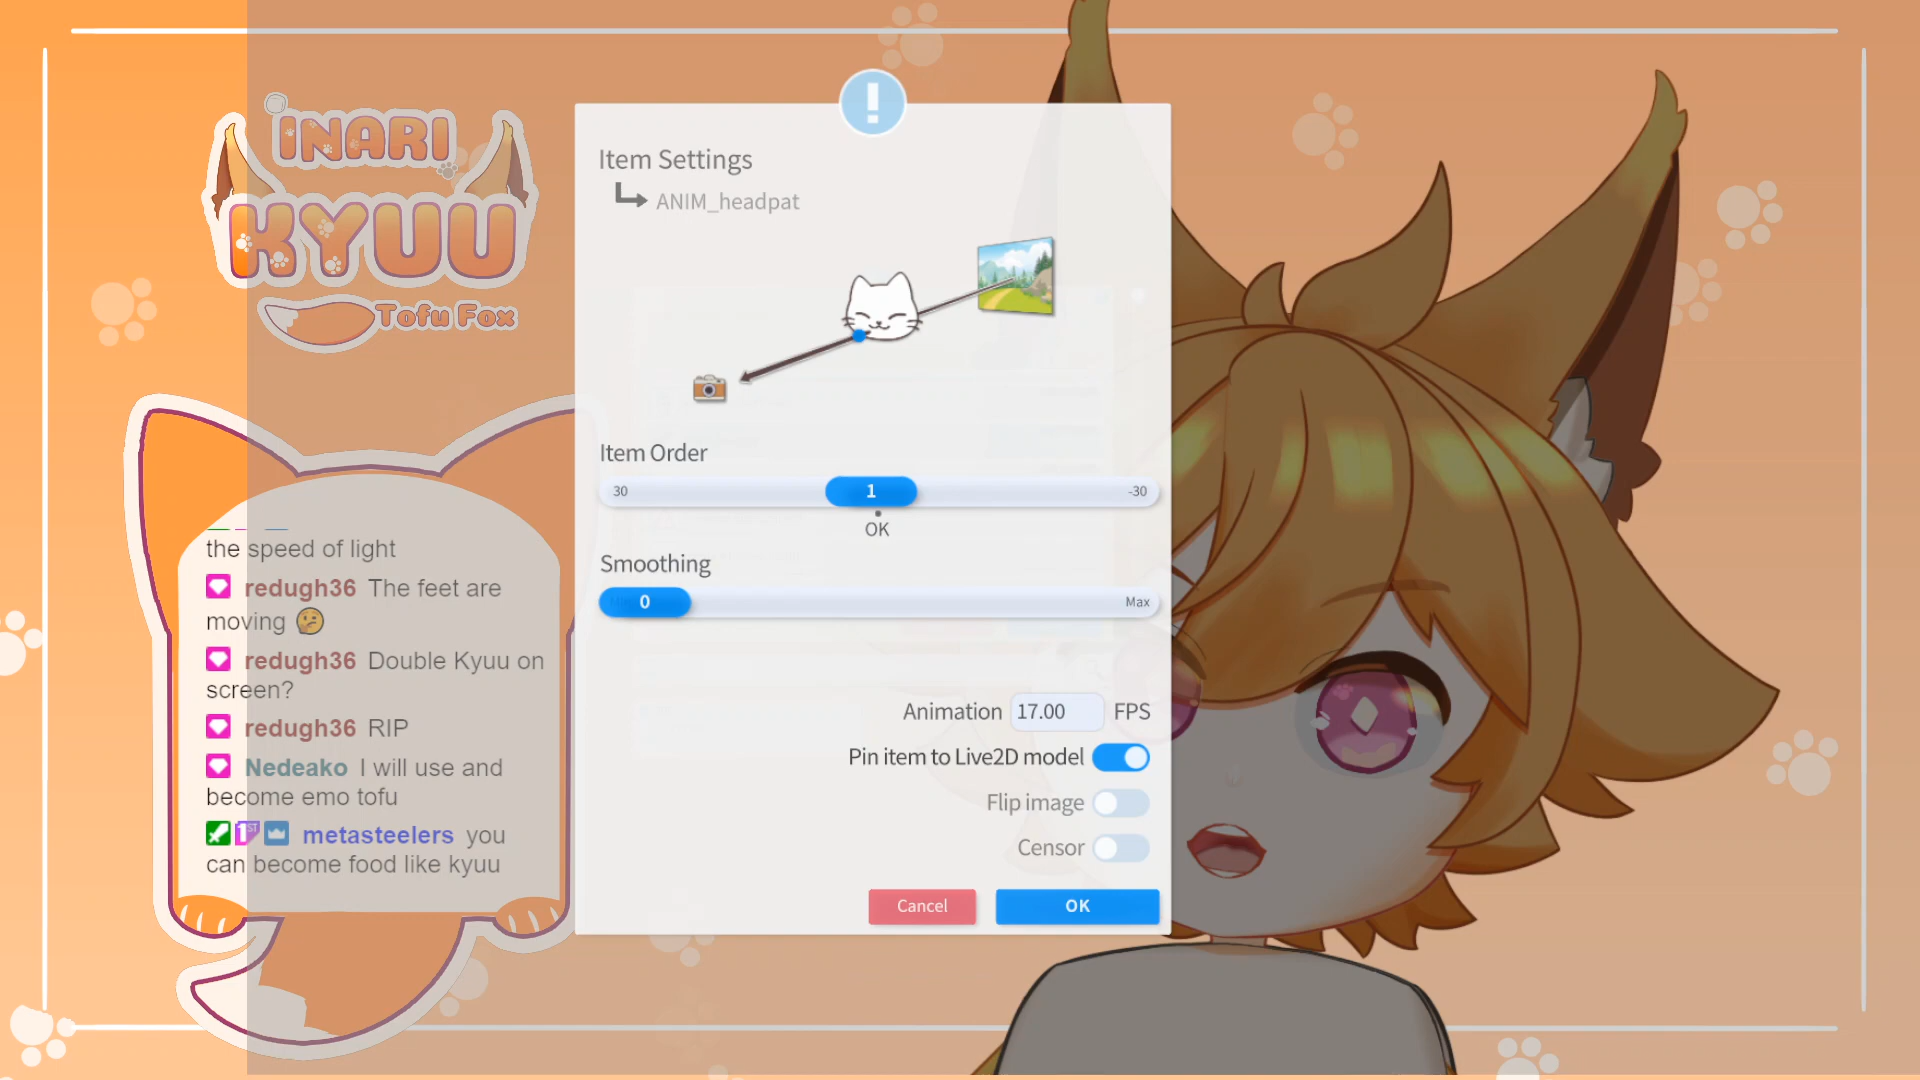 INARI
KYUU
Tofu Fox
the speed of light
redugh36 The feet are
moving 🤔
redugh36 Double Kyuu on
screen?
redugh36 RIP
Nedeako I will use and
become emo tofu
1ST metasteelers you
can become food like kyuu
Item Settings
ANIM_headpat
Item Order
30 1 -30
OK
Smoothing
0 Max
Animation 17.00 FPS
Pin item to Live2D model
Flip image
Censor
Cancel OK